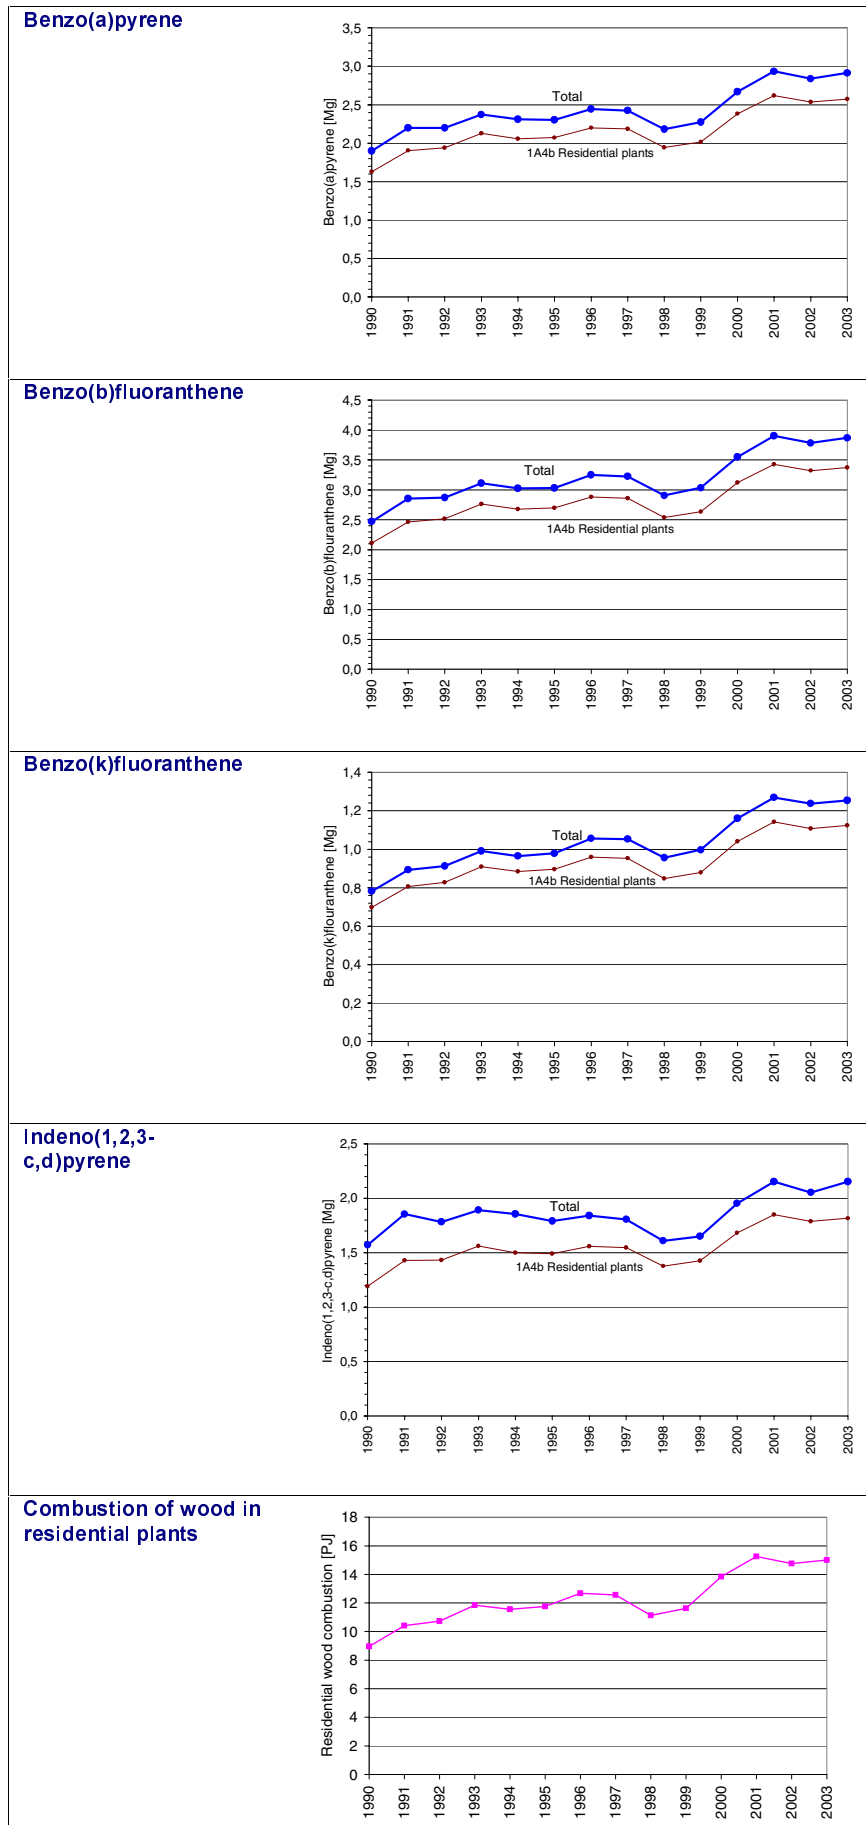 Benzo(a)pyrene
Benzo(a)pyrene [Mg]
3,5
3,0
2,5
2,0
1,5
1,0
0,5
0,0
Total
1A4b Residential plants
1990 1991 1992 1993 1994 1995 1996 1997 1998 1999 2000 2001 2002 2003
Benzo(b)fluoranthene
Benzo(b)flouranthene [Mg]
4,5
4,0
3,5
3,0
2,5
2,0
1,5
1,0
0,5
0,0
Total
1A4b Residential plants
1990 1991 1992 1993 1994 1995 1996 1997 1998 1999 2000 2001 2002 2003
Benzo(k)fluoranthene
Benzo(k)flouranthene [Mg]
1,4
1,2
1,0
0,8
0,6
0,4
0,2
0,0
Total
1A4b Residential plants
1990 1991 1992 1993 1994 1995 1996 1997 1998 1999 2000 2001 2002 2003
Indeno(1,2,3-
c,d)pyrene
Indeno(1,2,3-c,d)pyrene [Mg]
2,5
2,0
1,5
1,0
0,5
0,0
Total
1A4b Residential plants
1990 1991 1992 1993 1994 1995 1996 1997 1998 1999 2000 2001 2002 2003
Combustion of wood in
residential plants
Residential wood combustion [PJ]
18
16
14
12
10
8
6
4
2
0
1990 1991 1992 1993 1994 1995 1996 1997 1998 1999 2000 2001 2002 2003